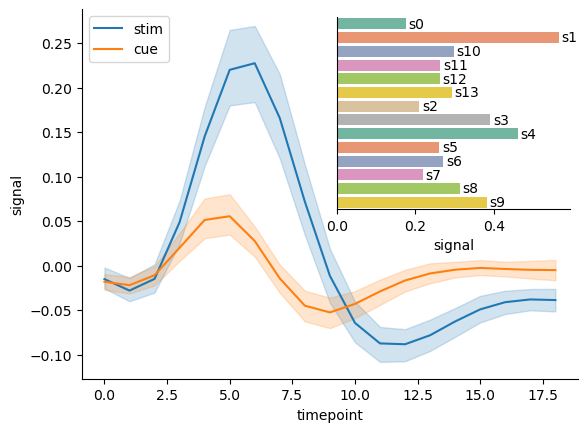 stim
cue
0.25
0.20
0.15
0.10
0.05
0.00
−0.05
−0.10
signal
0.0
2.5
5.0
7.5
10.0
12.5
15.0
17.5
timepoint
s0
s1
s10
s11
s12
s13
s2
s3
s4
s5
s6
s7
s8
s9
0.0
0.2
0.4
signal